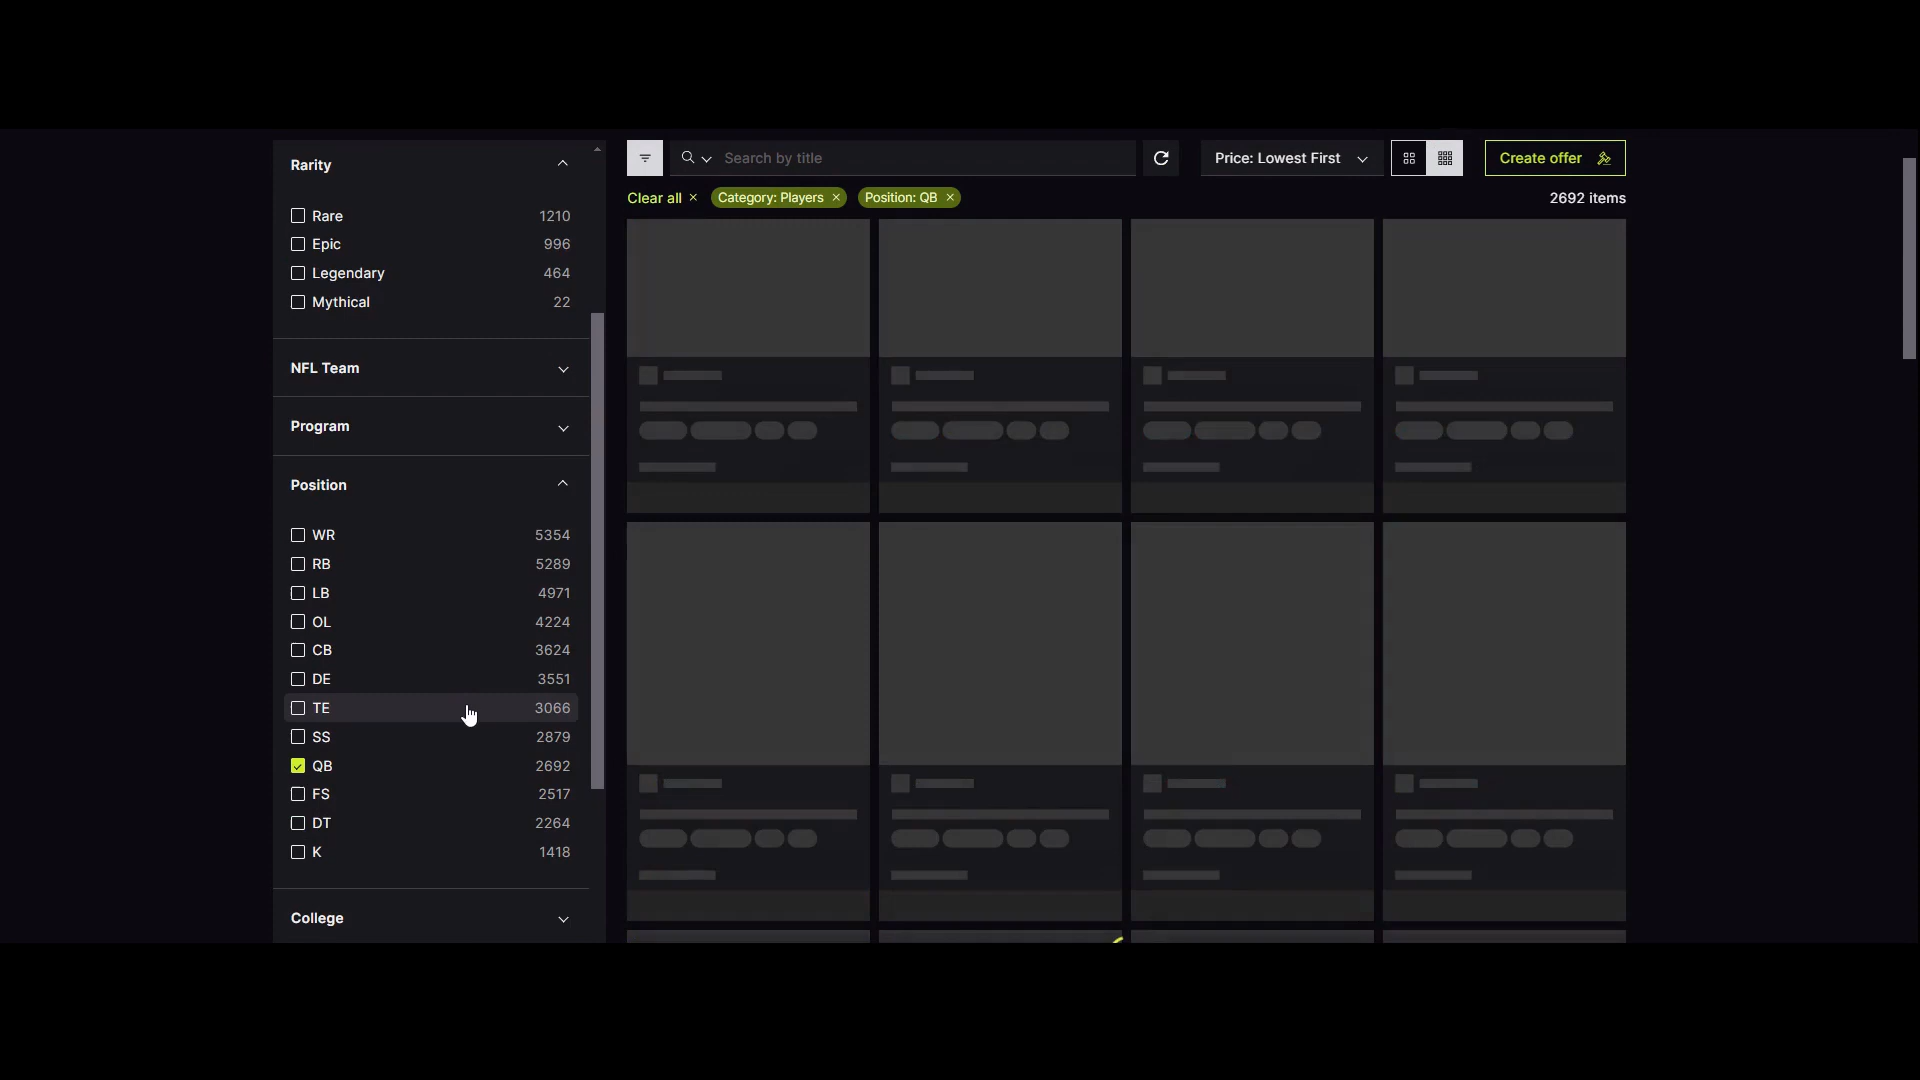 Rarity
Rare 1210
Epic 996
Legendary 464
Mythical 22
NFL Team
Program
Position
WR 5354
RB 5289
LB 4971
OL 4224
CB 3624
DE 3551
TE 3066
SS 2879
QB 2692
FS 2517
DT 2264
K 1418
College
Search by title
Price: Lowest First
Create offer
Clear all × Category: Players × Position: QB ×
2692 items